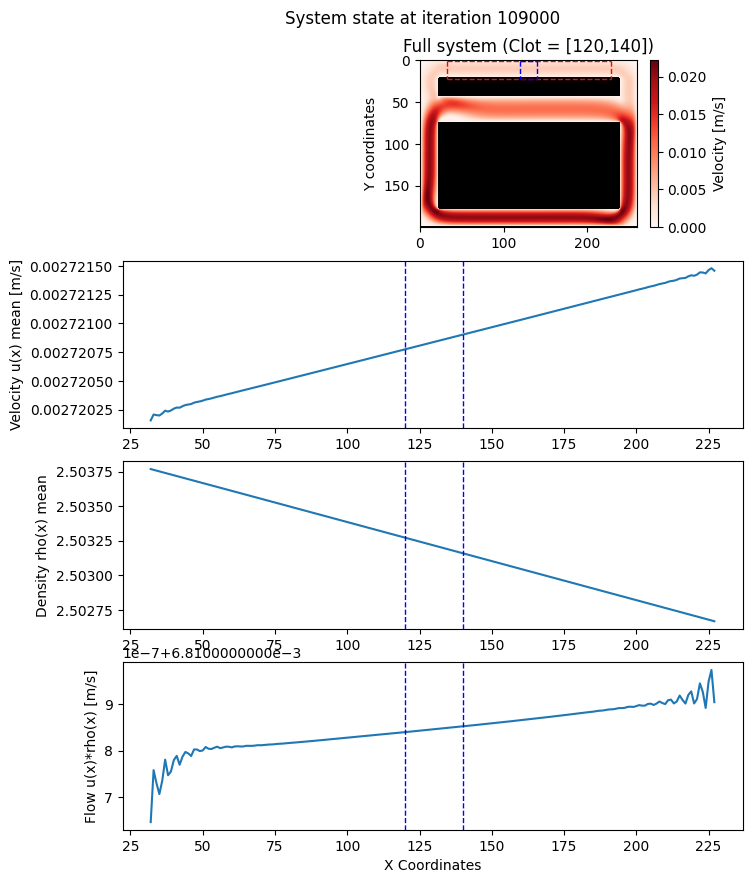 System state at iteration 109000
Full system (Clot = [120,140])
0
50
100
150
Y coordinates
0 100 200
0.020
0.015
0.010
0.005
0.000
Velocity [m/s]
0.00272150
0.00272125
0.00272100
0.00272075
0.00272050
0.00272025
Velocity u(x) mean [m/s]
25 50 75 100 125 150 175 200 225
2.50375
2.50350
2.50325
2.50300
2.50275
Density rho(x) mean
25 50 75 100 125 150 175 200 225
1e−7+6.8100000000e−3
9
8
7
Flow u(x)*rho(x) [m/s]
25 50 75 100 125 150 175 200 225
X Coordinates